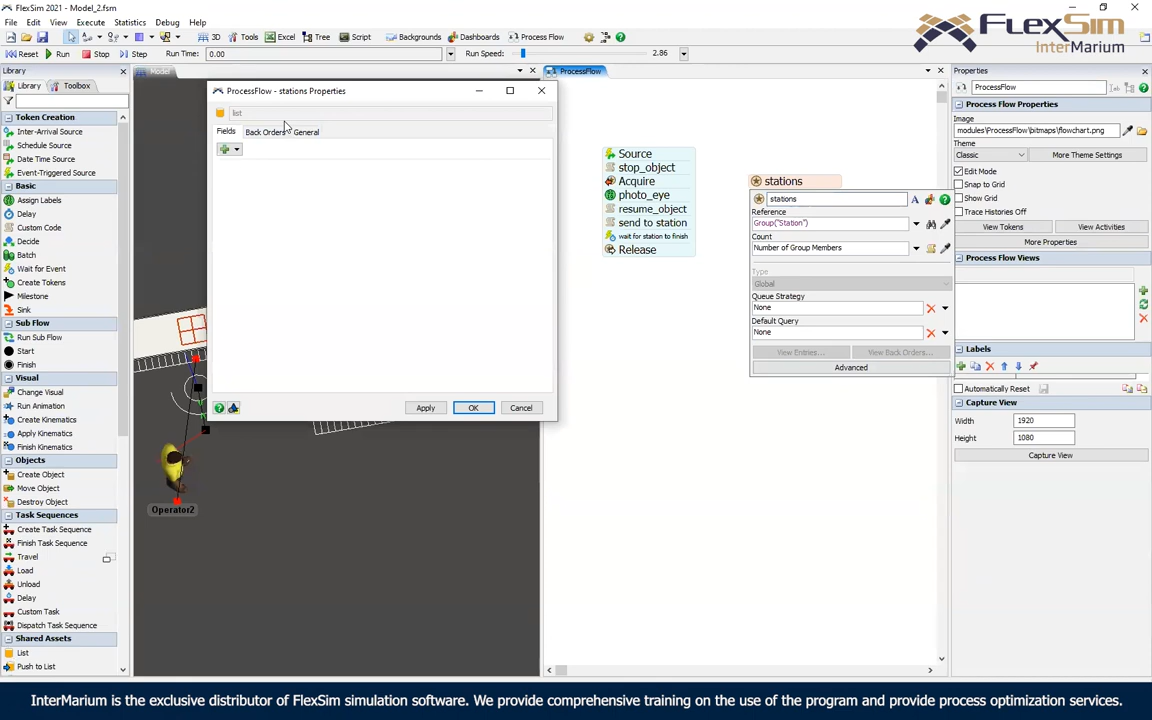 FlexSim 2021 - Model_2.fsm
File Edit View Execute Statistics Debug Help
3D Tools Excel Tree Script Backgrounds Dashboards Process Flow
Reset Run Stop Step Run Time: 0.00 Run Speed: 2.86
FLEXSIM
InterMarium
Library
Library Toolbox
Token Creation
Inter-Arrival Source
Schedule Source
Date Time Source
Event-Triggered Source
Basic
Assign Labels
Delay
Custom Code
Decide
Batch
Wait for Event
Create Tokens
Milestone
Sink
Sub Flow
Run Sub Flow
Start
Finish
Visual
Change Visual
Run Animation
Create Kinematics
Apply Kinematics
Finish Kinematics
Objects
Create Object
Move Object
Destroy Object
Task Sequences
Create Task Sequence
Finish Task Sequence
Travel
Load
Unload
Delay
Custom Task
Dispatch Task Sequence
Shared Assets
List
Push to List
Model
ProcessFlow - stations Properties
list
Fields Back Orders General
Apply OK Cancel
Operator2
ProcessFlow
Source
stop_object
Acquire
photo_eye
resume_object
send to station
wait for station to finish
Release
stations
stations
Reference
Group("Station")
Count
Number of Group Members
Type
Global
Queue Strategy
None
Default Query
None
View Entries... View Back Orders...
Advanced
Properties
ProcessFlow
Process Flow Properties
Image
modules\ProcessFlow\bitmaps\flowchart.png
Theme
Classic More Theme Settings
Edit Mode
Snap to Grid
Show Grid
Trace Histories Off
View Tokens View Activities
More Properties
Process Flow Views
Labels
Automatically Reset
Capture View
Width 1920
Height 1080
Capture View
InterMarium is the exclusive distributor of FlexSim simulation software. We provide comprehensive training on the use of the program and provide process optimization services.